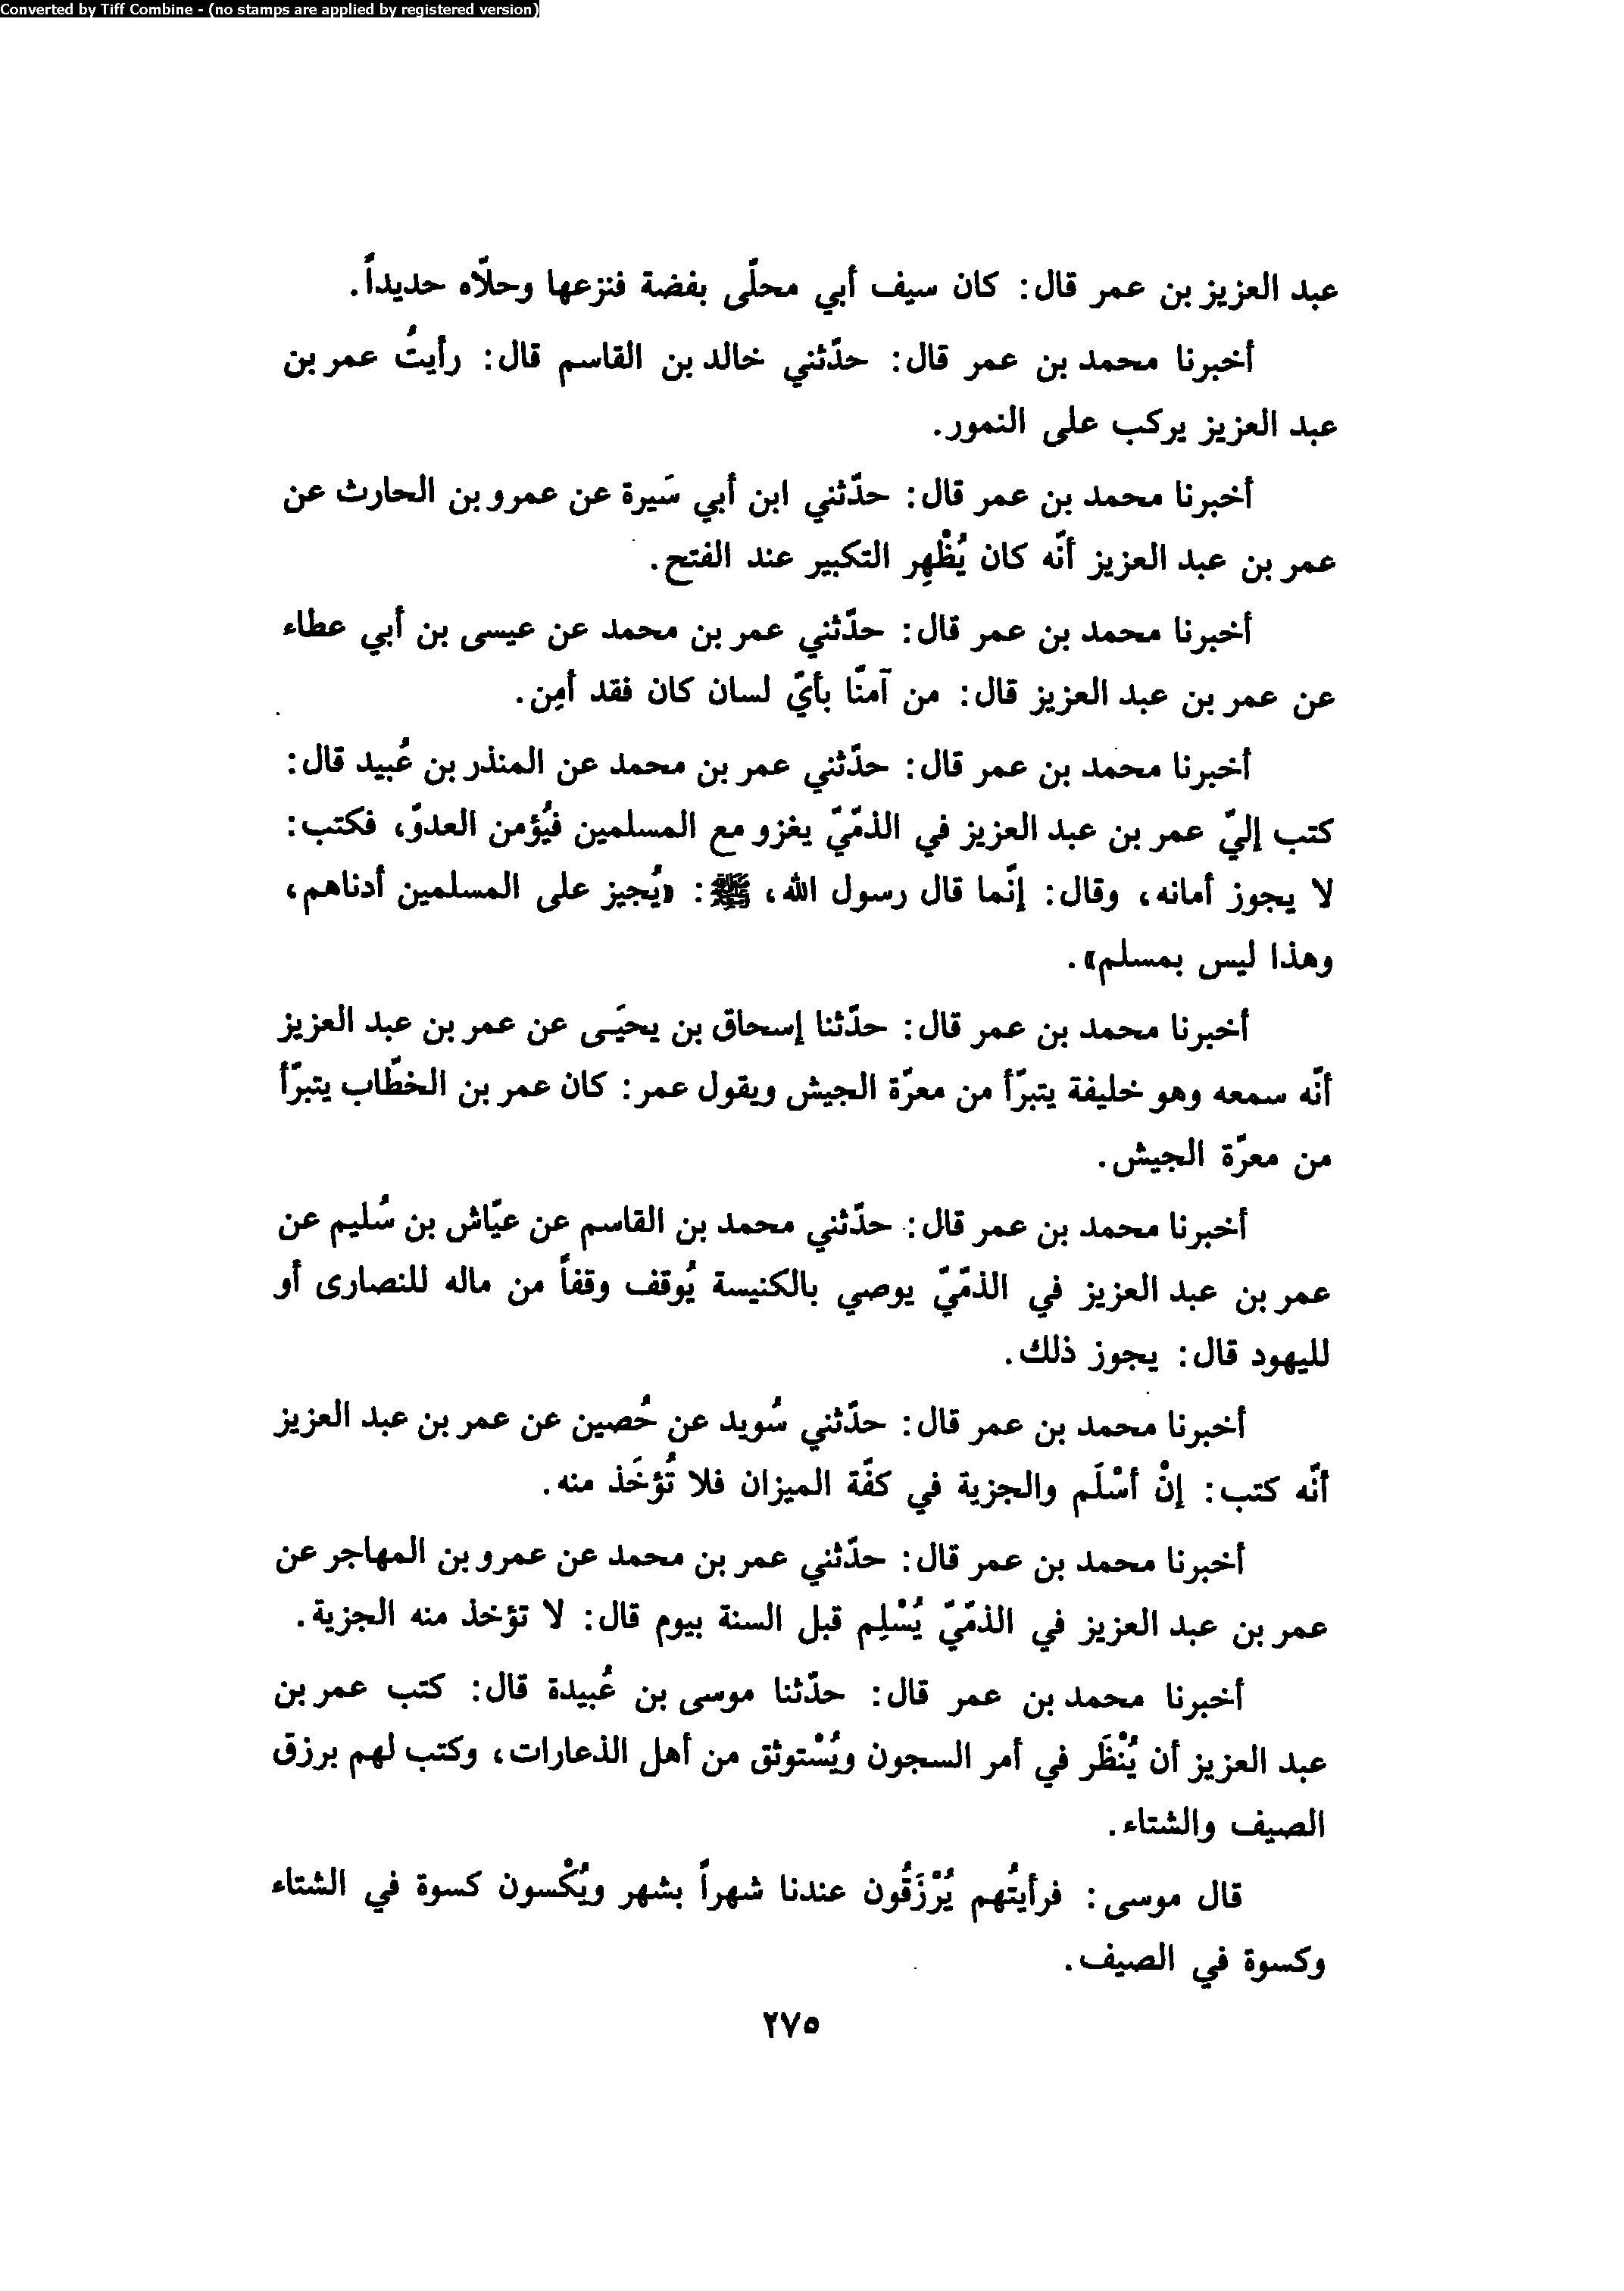 Converted by Tiff Combine - (no stamps are applied by registered version)
عبد العزيز بن عمر قال: كان سيف أبي محلّى بفضة فنزعها وحلّاه حديداً.
أخبرنا محمد بن عمر قال: حدّثني خالد بن القاسم قال: رأيتُ عمر بن
عبد العزيز يركب على النمور.
أخبرنا محمد بن عمر قال: حدّثني ابن أبي سَيرة عن عمرو بن الحارث عن
عمر بن عبد العزيز أنّه كان يُظْهِر التكبير عند الفتح.
أخبرنا محمد بن عمر قال: حدّثني عمر بن محمد عن عيسى بن أبي عطاء
عن عمر بن عبد العزيز قال: من آمنّا بأيّ لسان كان فقد أمِن.
أخبرنا محمد بن عمر قال: حدّثني عمر بن محمد عن المنذر بن عُبيد قال:
كتب إليّ عمر بن عبد العزيز في الذمّيّ يغزو مع المسلمين فيُؤمن العدوّ، فكتب:
لا يجوز أمانه، وقال: إنّما قال رسول الله، ﷺ: «يُجيز على المسلمين أدناهم،
وهذا ليس بمسلم».
أخبرنا محمد بن عمر قال: حدّثنا إسحاق بن يحيَى عن عمر بن عبد العزيز
أنّه سمعه وهو خليفة يتبرّأ من معرّة الجيش ويقول عمر: كان عمر بن الخطّاب يتبرّأ
من معرّة الجيش.
أخبرنا محمد بن عمر قال: حدّثني محمد بن القاسم عن عيّاش بن سُليم عن
عمر بن عبد العزيز في الذمّيّ يوصي بالكنيسة يُوقف وقفاً من ماله للنصارى أو
لليهود قال: يجوز ذلك.
أخبرنا محمد بن عمر قال: حدّثني سُويد عن حُصين عن عمر بن عبد العزيز
أنّه كتب: إنْ أسْلَم والجزية في كفّة الميزان فلا تُؤخَذ منه.
أخبرنا محمد بن عمر قال: حدّثني عمر بن محمد عن عمرو بن المهاجر عن
عمر بن عبد العزيز في الذمّيّ يُسْلِم قبل السنة بيوم قال: لا تؤخذ منه الجزية.
أخبرنا محمد بن عمر قال: حدّثنا موسى بن عُبيدة قال: كتب عمر بن
عبد العزيز أن يُنْظَر في أمر السجون ويُسْتوثق من أهل الذعارات، وكتب لهم برزق
الصيف والشتاء.
قال موسى: فرأيتُهم يُرْزَقُون عندنا شهراً بشهر ويُكْسون كسوة في الشتاء
وكسوة في الصيف.
٢٧٥